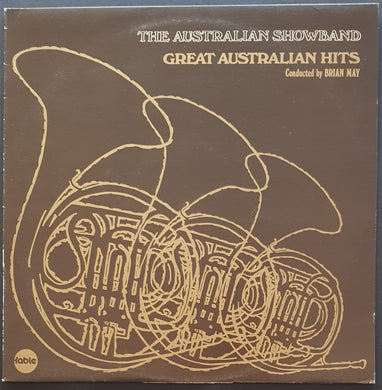 THE AUSTRALIAN SHOWBAND
GREAT AUSTRALIAN HITS
Conducted by BRIAN MAY
fable